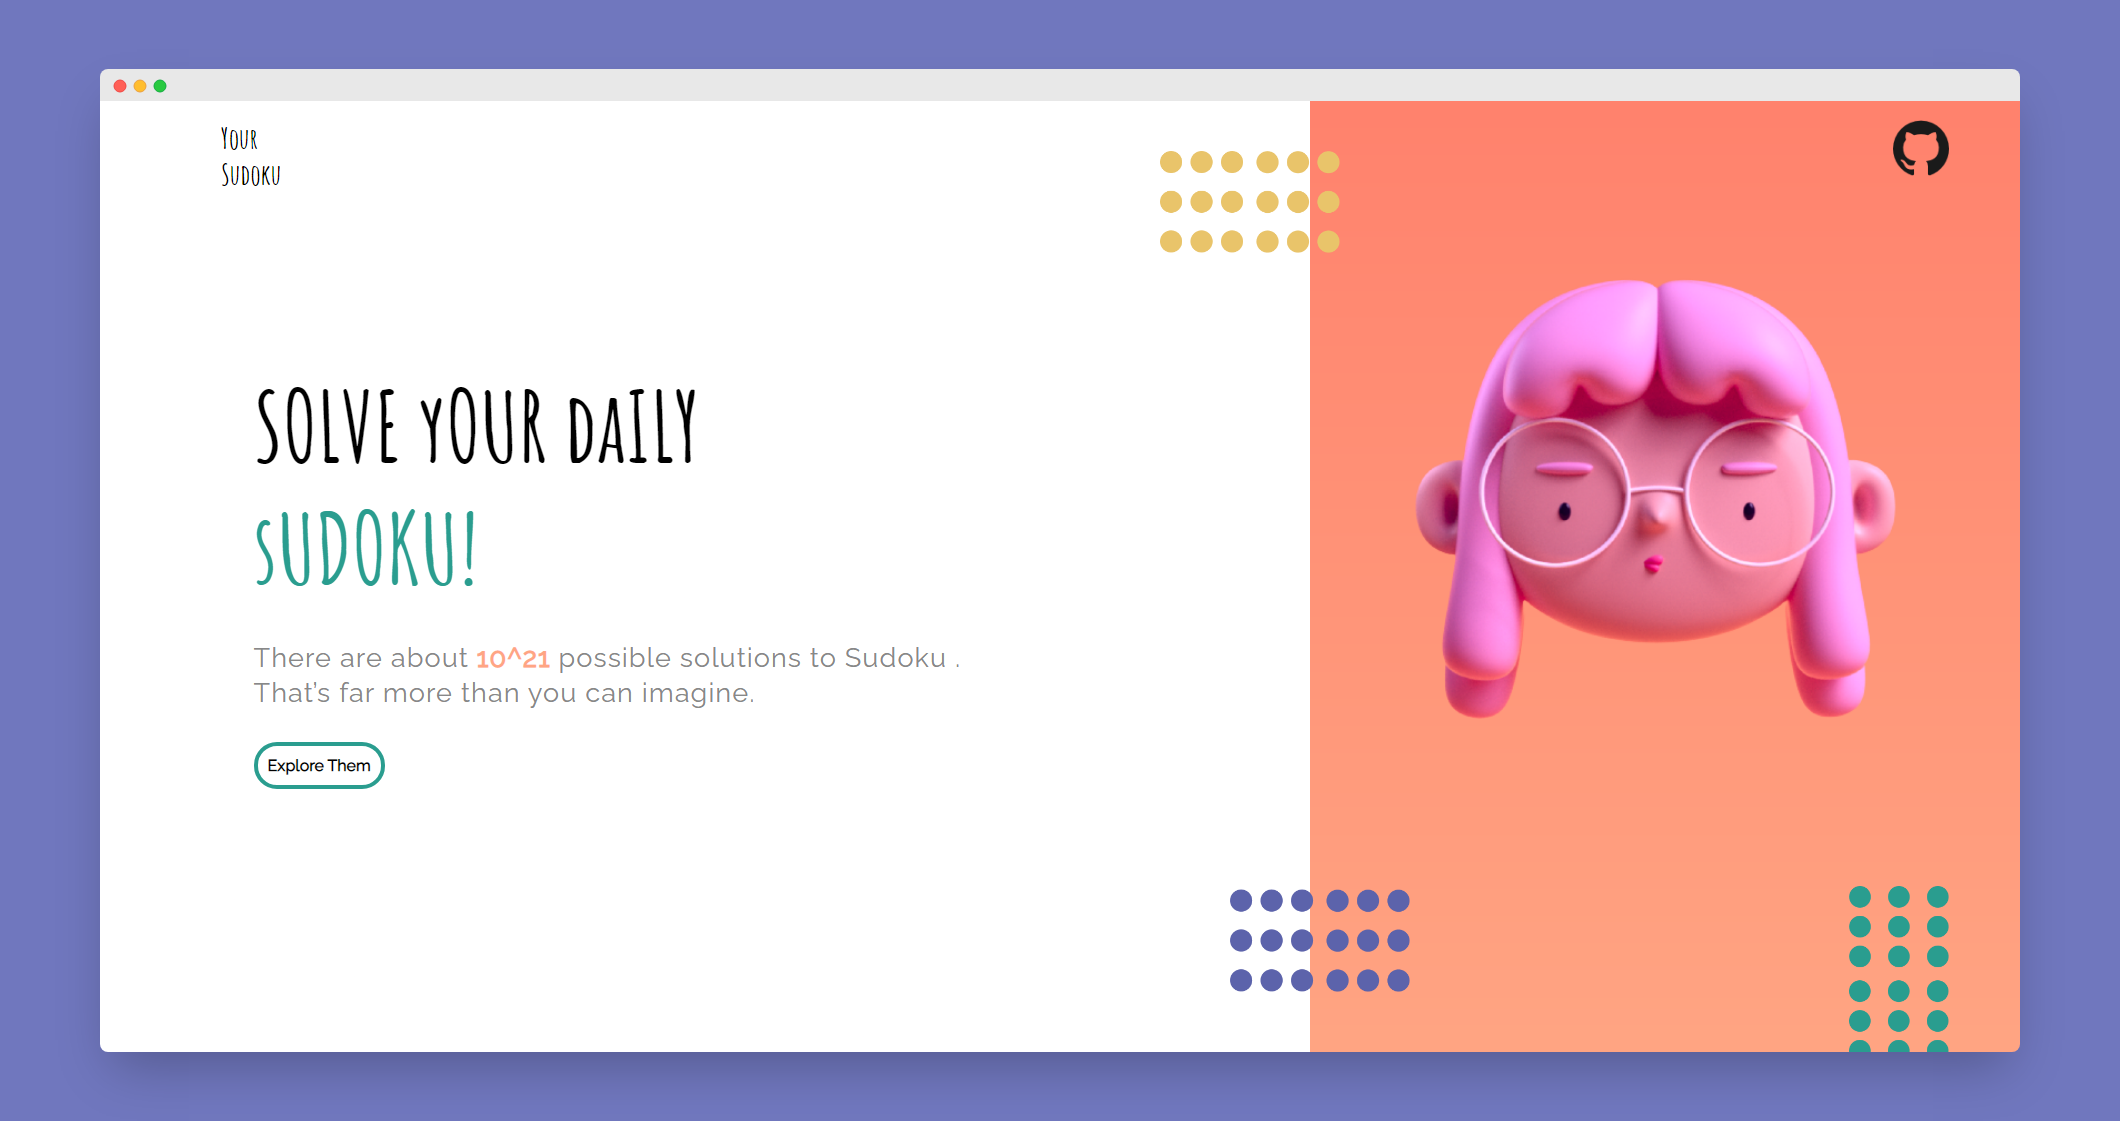 Your
Sudoku
SOLVE yOUR daILY
sUDOKU!
There are about 10^21 possible solutions to Sudoku .
That’s far more than you can imagine.
Explore Them